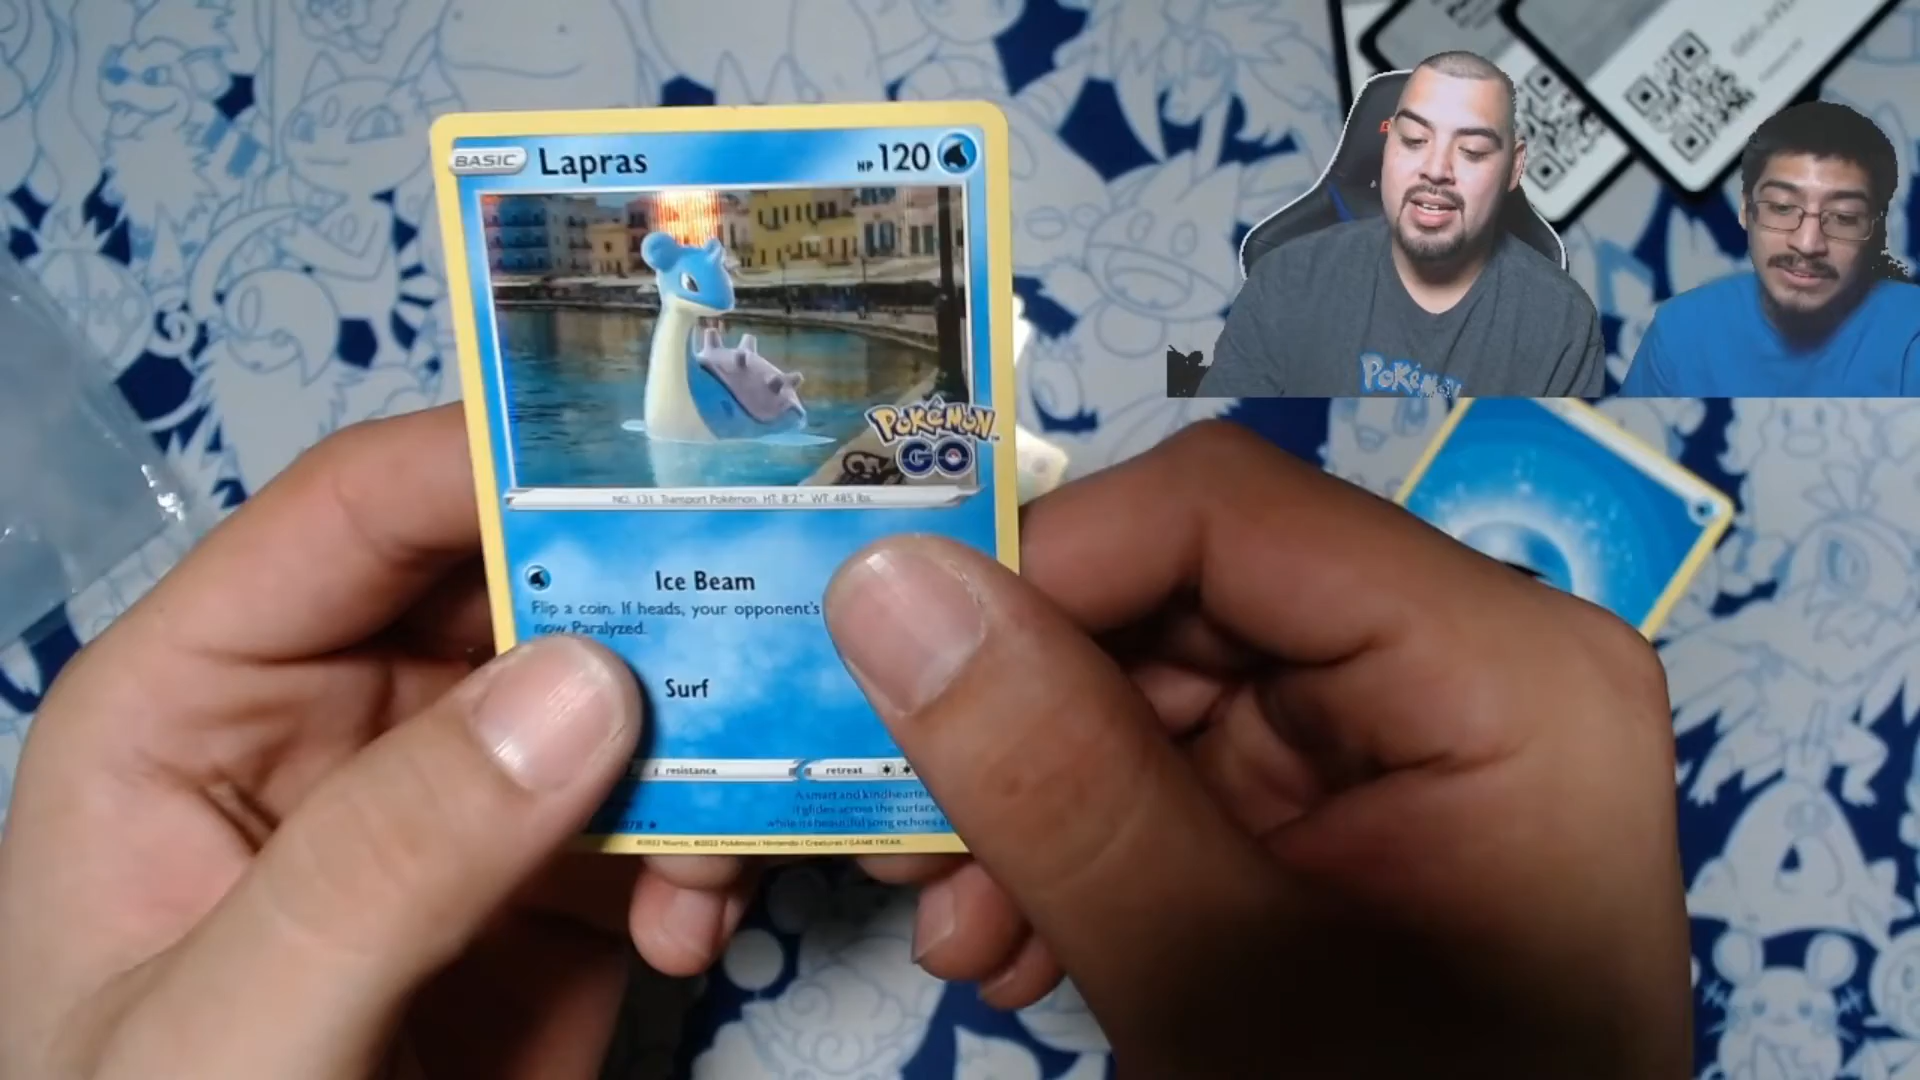 BASIC Lapras HP 120
POKÉMON
GO
NO. 131 Transport Pokémon HT: 8'2" WT: 485 lbs.
Ice Beam
Flip a coin. If heads, your opponent's
now Paralyzed.
Surf
resistance retreat
A smart and kindhearte
it glides across the surface
while its beautiful song echoes a
©2022 Niantic, ©2022 Pokémon / Nintendo / Creatures / GAME FREAK.
POKÉMON